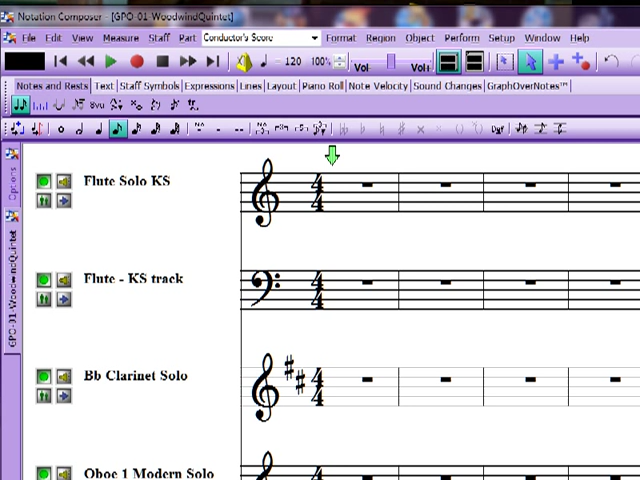 Notation Composer - [GPO-01-WoodwindQuintet]
File Edit View Measure Staff Part Conductor's Score Format Region Object Perform Setup Window Help
= 120 100% Vol- Vol+
Notes and Rests Text Staff Symbols Expressions Lines Layout Piano Roll Note Velocity Sound Changes GraphOverNotes™
8va
Options
GPO-01-WoodwindQuintet
Flute Solo KS
Flute - KS track
Bb Clarinet Solo
Oboe 1 Modern Solo